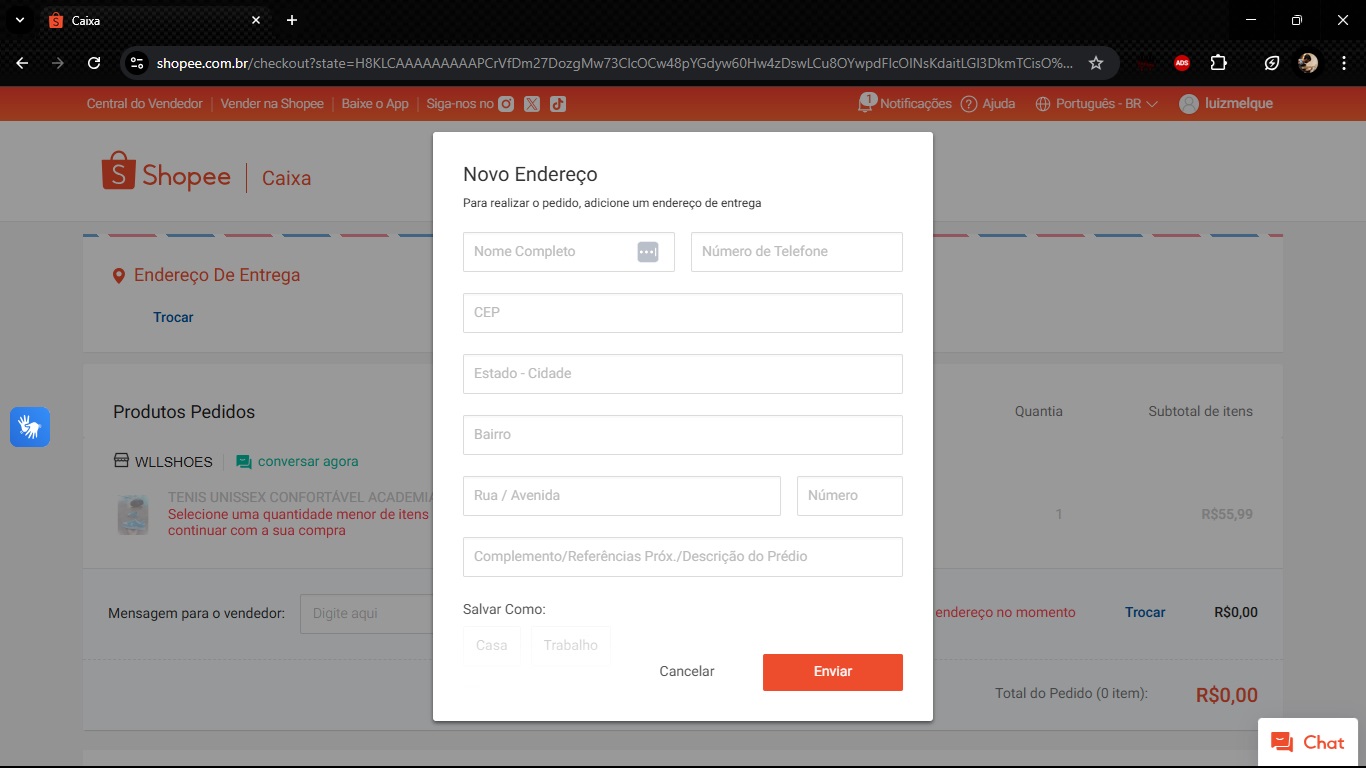 Caixa
shopee.com.br/checkout?state=H8KLCAAAAAAAAAPCrVfDm27DozgMw73ClcOCw48pYGdyw60Hw4zDswLCu8OYwpdFlcOINsKdaitLGl3DkmTCisO%...
ADS
Central do Vendedor | Vender na Shopee | Baixe o App | Siga-nos no
1
Notificações
Ajuda
Português - BR
luizmelque
Shopee | Caixa
Novo Endereço
Para realizar o pedido, adicione um endereço de entrega
Nome Completo
Número de Telefone
CEP
Estado - Cidade
Bairro
Rua / Avenida
Número
Complemento/Referências Próx./Descrição do Prédio
Salvar Como:
Casa
Trabalho
Cancelar
Enviar
Endereço De Entrega
Trocar
Produtos Pedidos
Quantia
Subtotal de itens
WLLSHOES
conversar agora
TENIS UNISSEX CONFORTÁVEL ACADEMIA
Selecione uma quantidade menor de itens
continuar com a sua compra
1
R$55,99
Mensagem para o vendedor:
Digite aqui
endereço no momento
Trocar
R$0,00
Total do Pedido (0 item):
R$0,00
Chat